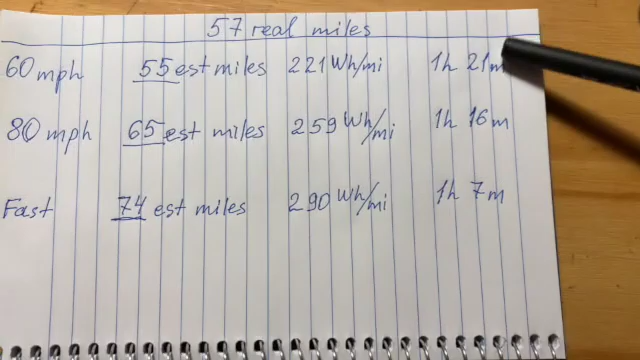 57 real miles
60 mph 55 est miles 221 Wh/mi 1h 21m
80 mph 65 est miles 259 Wh/mi 1h 16m
Fast 74 est miles 290 Wh/mi 1h 7m